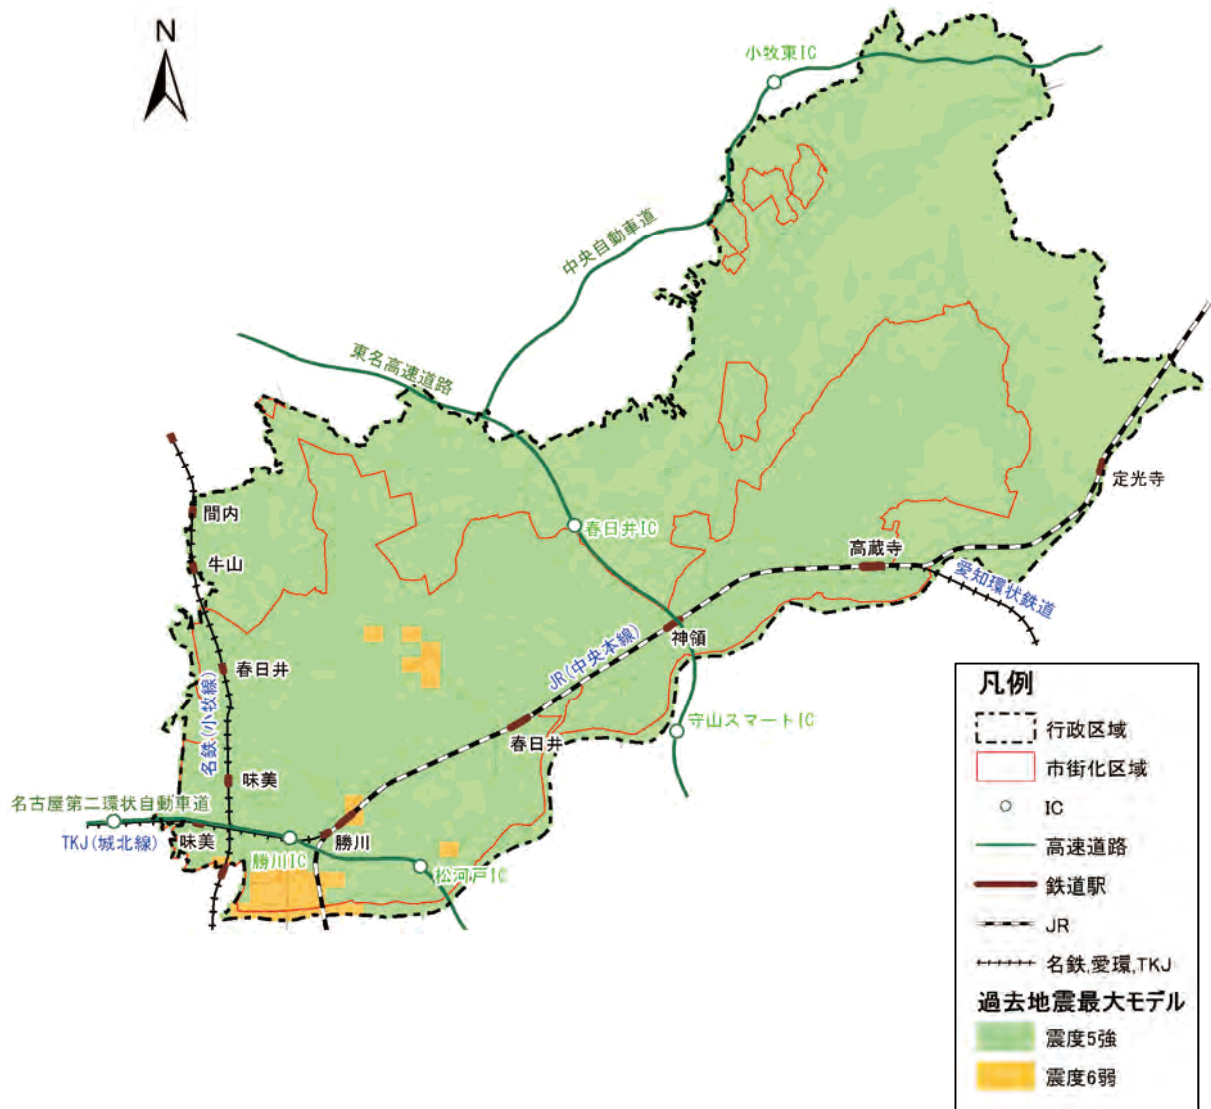 N
小牧東IC
中央自動車道
東名高速道路
間内
春日井IC
定光寺
高蔵寺
牛山
愛知環状鉄道
神領
JR(中央本線)
春日井
名鉄(小牧線)
守山スマートIC
春日井
味美
名古屋第二環状自動車道
TKJ(城北線)
味美
勝川
勝川IC
松河戸IC
凡例
行政区域
市街化区域
IC
高速道路
鉄道駅
JR
名鉄,愛環,TKJ
過去地震最大モデル
震度5強
震度6弱